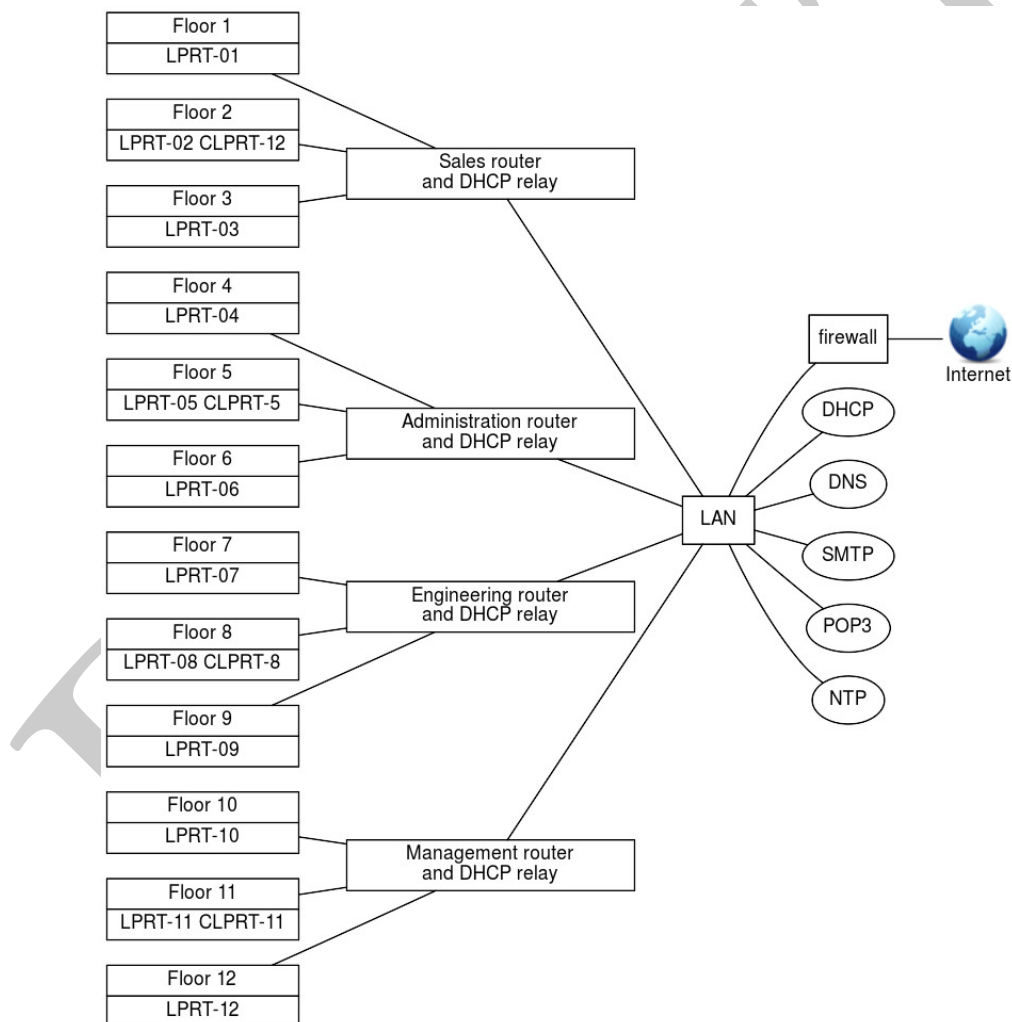 Floor 1
LPRT-01
Floor 2
LPRT-02 CLPRT-12
Floor 3
LPRT-03
Floor 4
LPRT-04
Floor 5
LPRT-05 CLPRT-5
Floor 6
LPRT-06
Floor 7
LPRT-07
Floor 8
LPRT-08 CLPRT-8
Floor 9
LPRT-09
Floor 10
LPRT-10
Floor 11
LPRT-11 CLPRT-11
Floor 12
LPRT-12
Sales router
and DHCP relay
Administration router
and DHCP relay
Engineering router
and DHCP relay
Management router
and DHCP relay
LAN
firewall
Internet
DHCP
DNS
SMTP
POP3
NTP